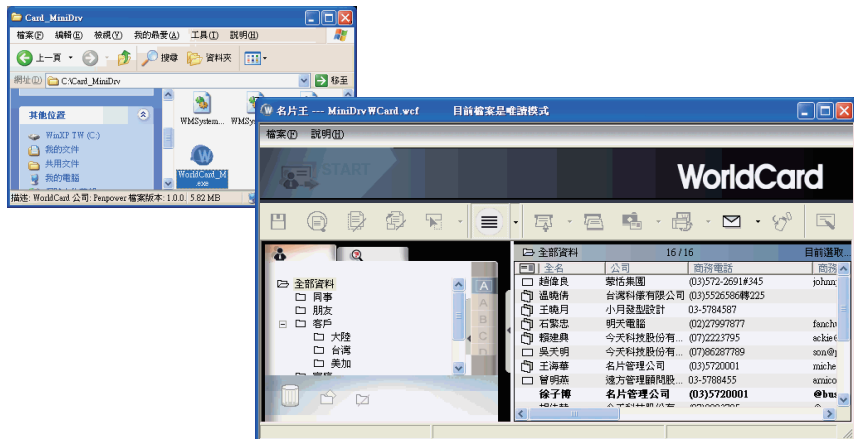 Card_MiniDrv
檔案(F) 編輯(E) 檢視(V) 我的最愛(A) 工具(T) 說明(H)
上一頁 搜尋 資料夾
網址(D) C:\Card_MiniDrv 移至
其他位置
WinXP TW (C:)
我的文件
共用文件
我的電腦
WMSystem... WMSy
WorldCard_M
.exe
描述: WorldCard 公司: Penpower 檔案版本: 1.0.0. 5.82 MB
名片王 --- MiniDrvWCard.wcf 目前檔案是唯讀模式
檔案(F) 說明(H)
START
WorldCard
全部資料
同事
朋友
客戶
大陸
台灣
美加
A
A
B
C
D
全部資料 16 / 16 目前選取...
全名 公司 商務電話 商務
趙偉良 蒙恬集團 (03)572-2691#345 johnn
溫曉倩 台灣科儀有限公司 (03)5526586轉225
王曉月 小月髮型設計 03-5784587
石繁忠 明天電腦 (02)27997877 fanch
賴建興 今天科技股份有... (07)2223795 ackie
吳天明 今天科技股份有... (07)86287789 son@
王海華 名片管理公司 (03)5720001 miche
曾明燕 遠方管理顧問股... 03-5788455 amico
徐子博 名片管理公司 (03)5720001 @bus